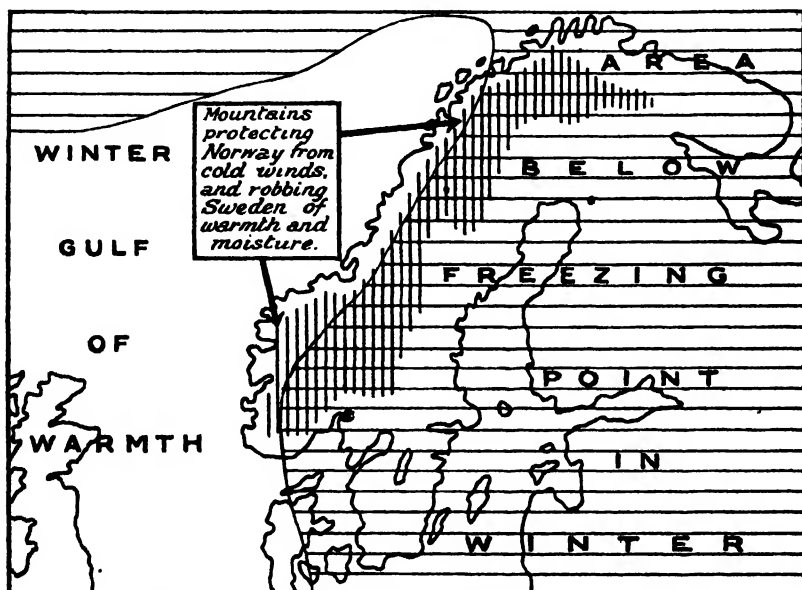 Mountains
protecting
Norway from
cold winds,
and robbing
Sweden of
warmth and
moisture.
WINTER
GULF
OF
WARMTH
AREA
BELOW
FREEZING
POINT
IN
WINTER